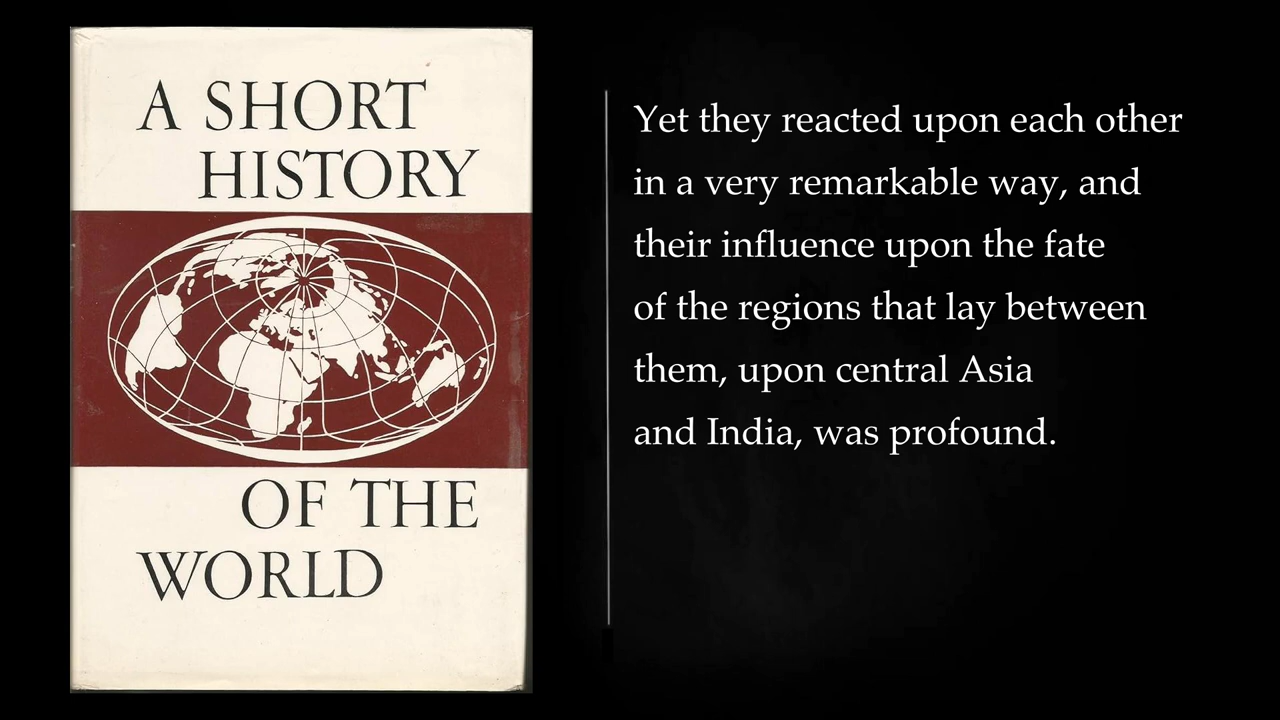 A SHORT
HISTORY
OF THE
WORLD
Yet they reacted upon each other
in a very remarkable way, and
their influence upon the fate
of the regions that lay between
them, upon central Asia
and India, was profound.